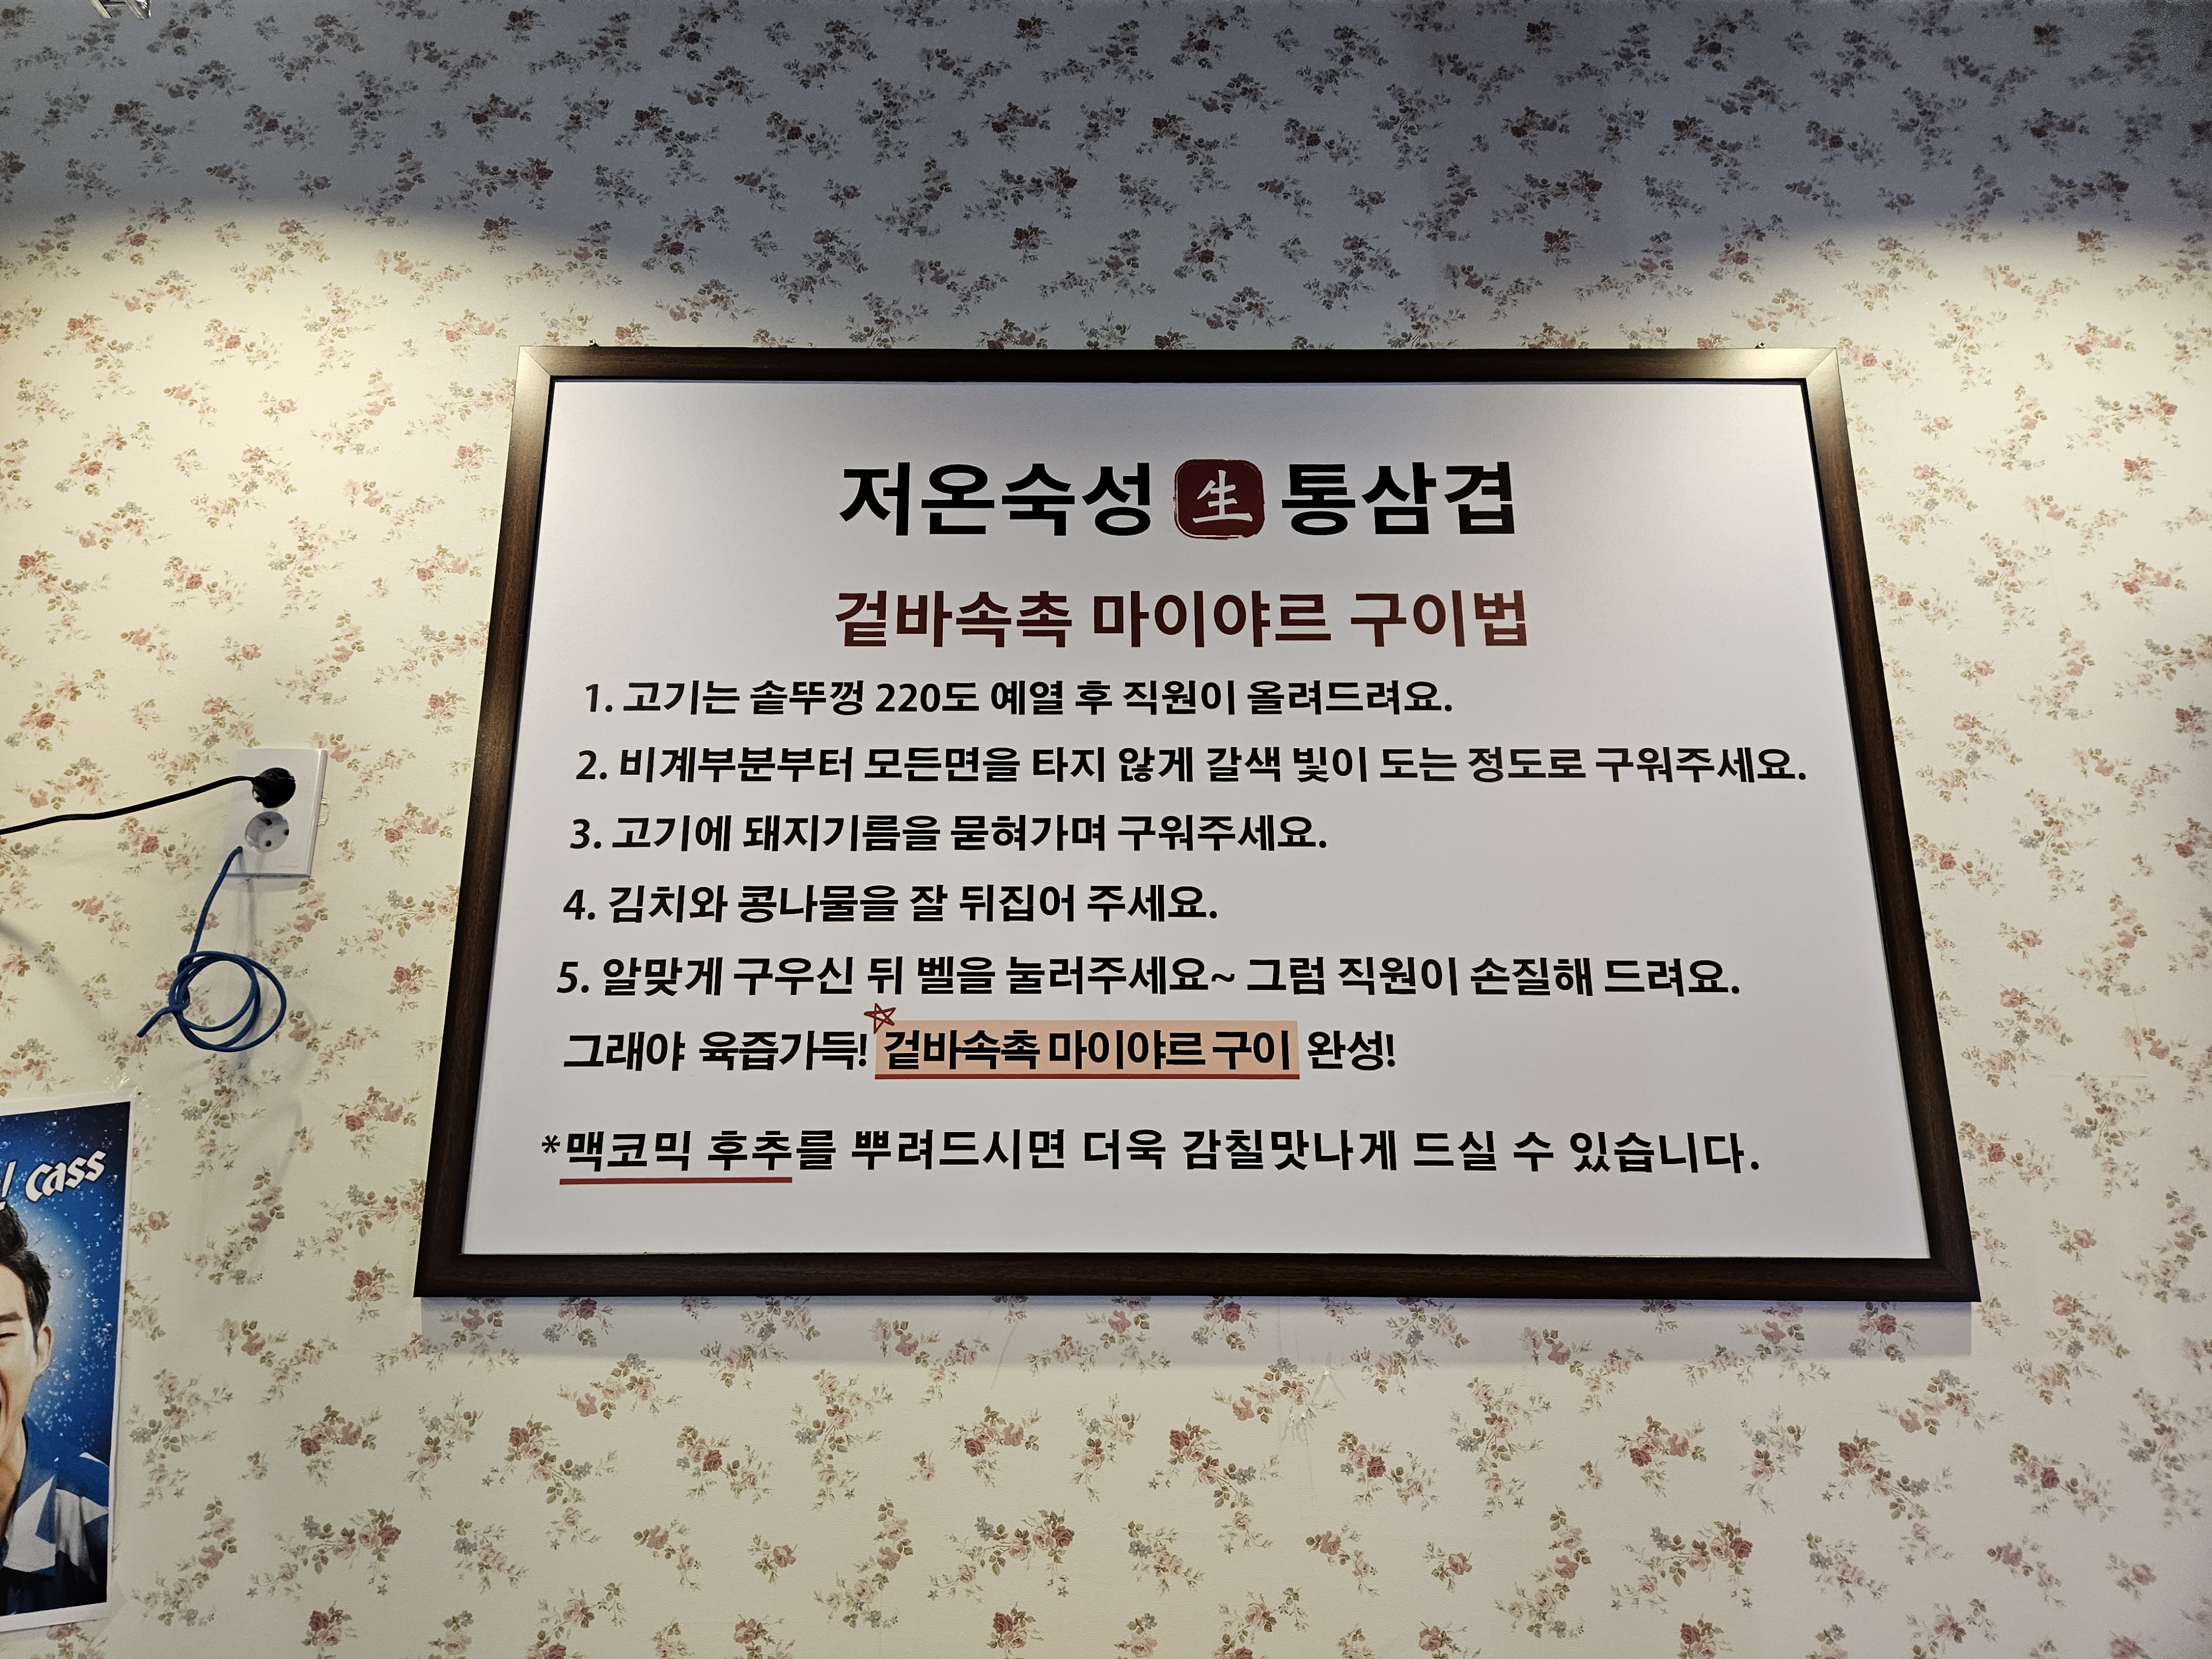 저온숙성 生 통삼겹
겉바속촉 마이야르 구이법
1. 고기는 솥뚜껑 220도 예열 후 직원이 올려드려요.
2. 비계부분부터 모든면을 타지 않게 갈색 빛이 도는 정도로 구워주세요.
3. 고기에 돼지기름을 묻혀가며 구워주세요.
4. 김치와 콩나물을 잘 뒤집어 주세요.
5. 알맞게 구우신 뒤 벨을 눌러주세요~ 그럼 직원이 손질해 드려요.
그래야 육즙가득! 겉바속촉 마이야르 구이 완성!
*맥코믹 후추를 뿌려드시면 더욱 감칠맛나게 드실 수 있습니다.
cass